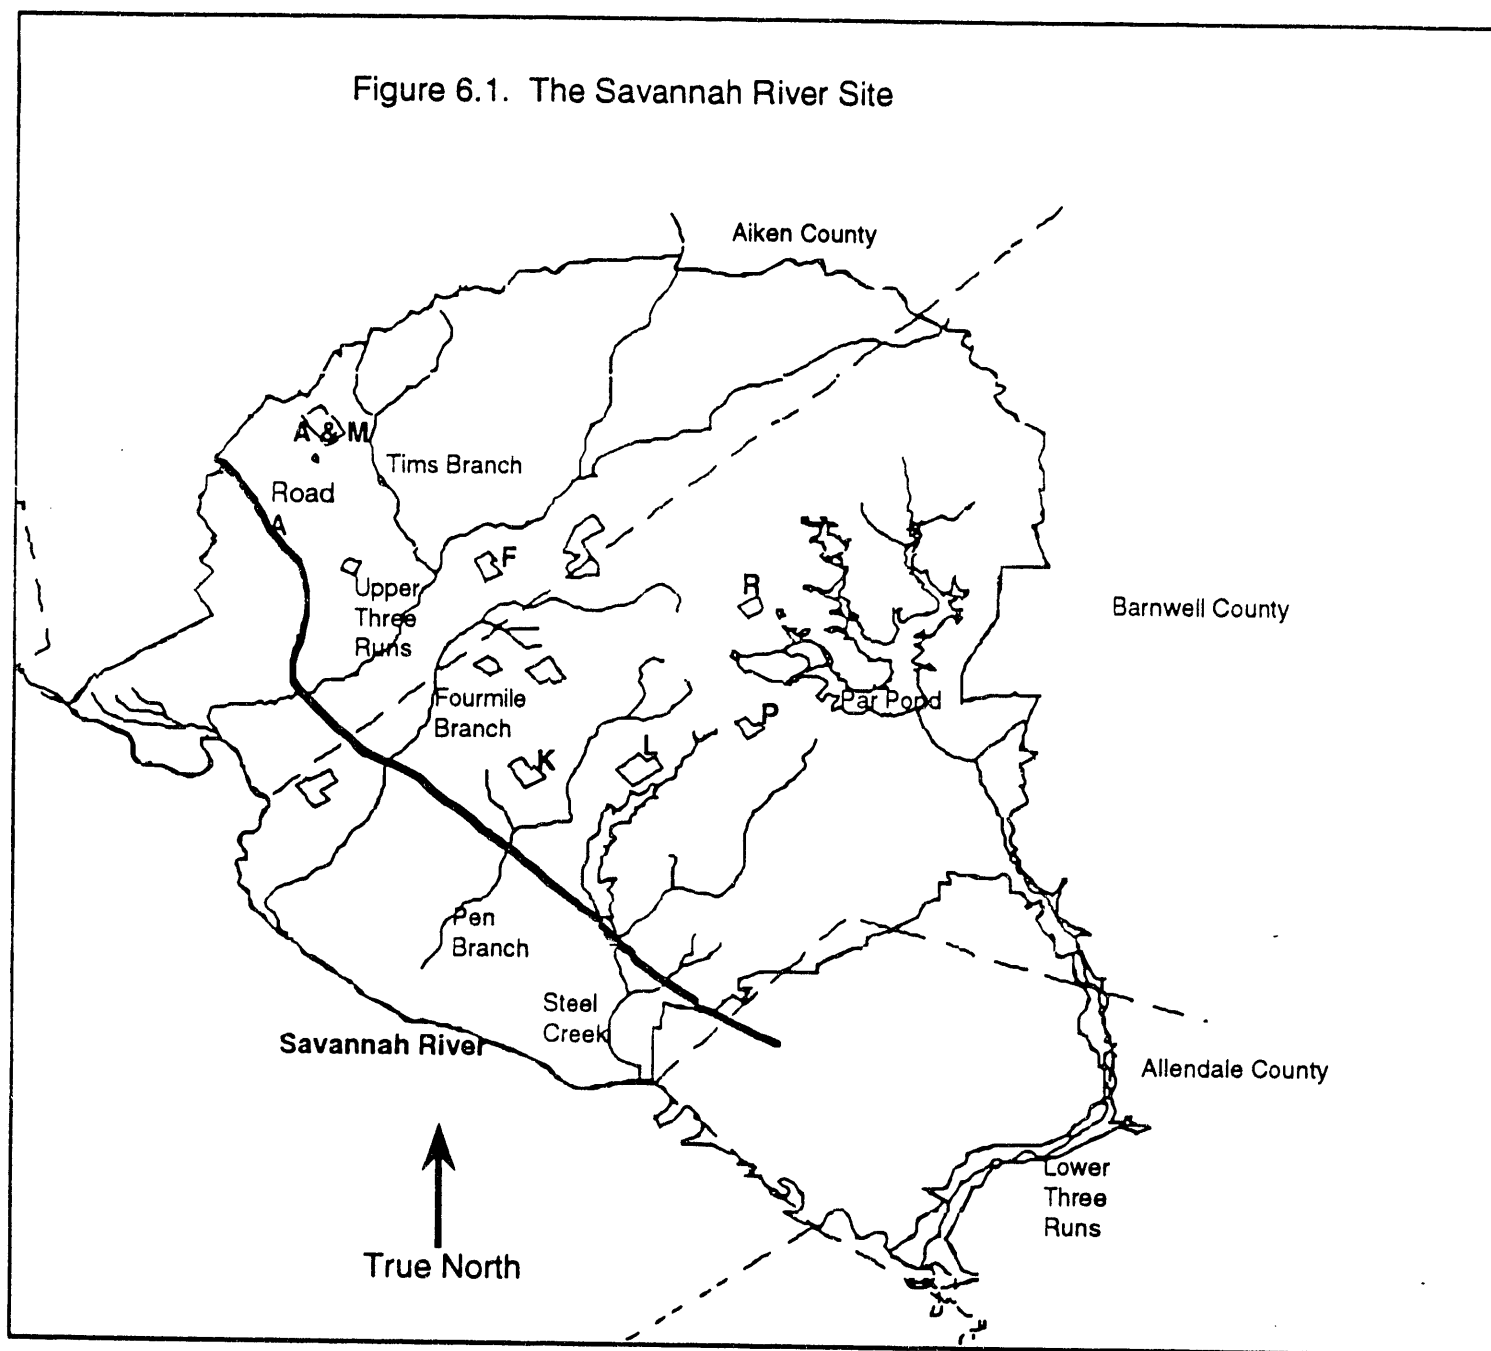 Figure 6.1. The Savannah River Site
Aiken County
A & M
Tims Branch
Road
A
F
Upper
Three
Runs
R
Barnwell County
Fourmile
Branch
Par Pond
P
K
L
Pen
Branch
Steel
Creek
Savannah River
Allendale County
Lower
Three
Runs
True North